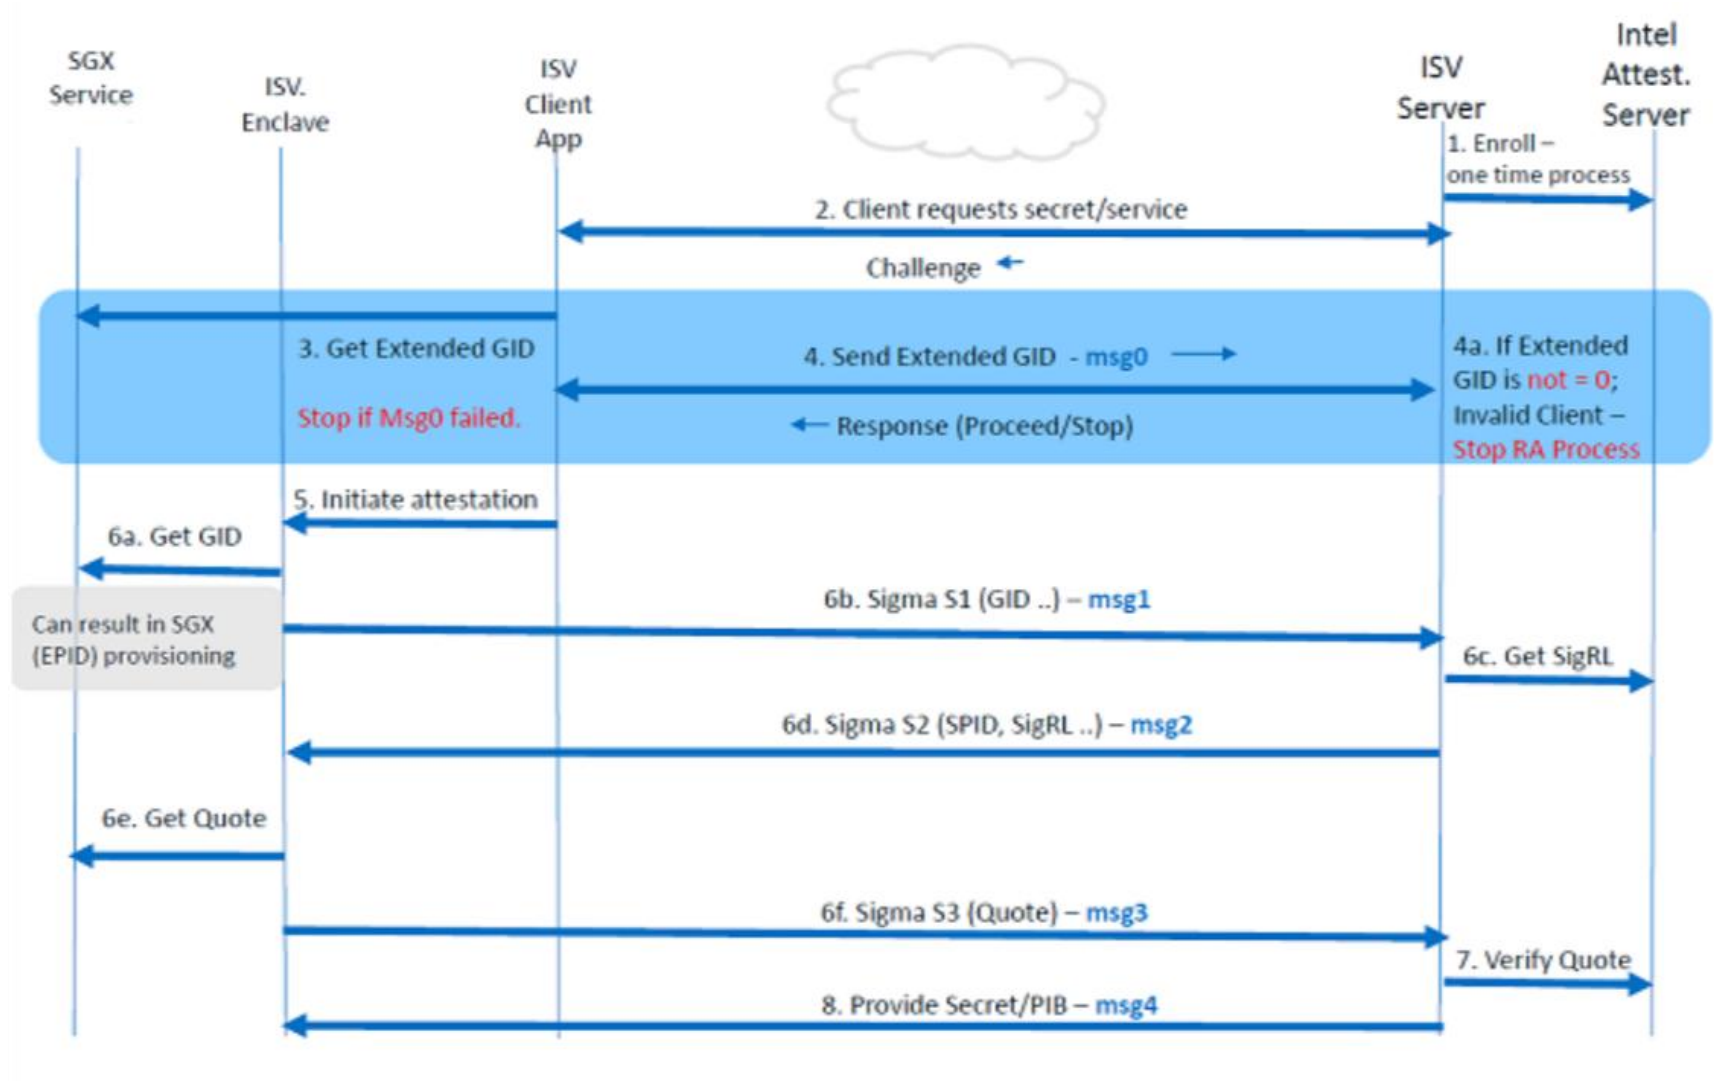 SGX
Service
ISV.
Enclave
ISV
Client
App
ISV
Server
Intel
Attest.
Server
1. Enroll –
one time process
2. Client requests secret/service
Challenge
3. Get Extended GID
Stop if Msg0 failed.
4. Send Extended GID - msg0
Response (Proceed/Stop)
4a. If Extended
GID is not = 0;
Invalid Client –
Stop RA Process
5. Initiate attestation
6a. Get GID
Can result in SGX
(EPID) provisioning
6b. Sigma S1 (GID ..) – msg1
6c. Get SigRL
6d. Sigma S2 (SPID, SigRL ..) – msg2
6e. Get Quote
6f. Sigma S3 (Quote) – msg3
7. Verify Quote
8. Provide Secret/PIB – msg4